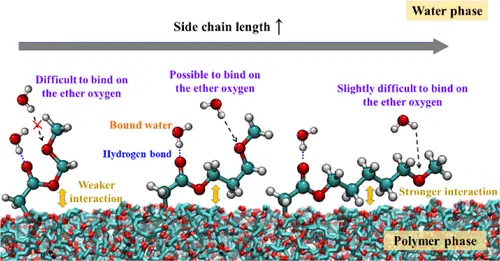 Water phase
Side chain length ↑
Difficult to bind on
the ether oxygen
Possible to bind on
the ether oxygen
Slightly difficult to bind on
the ether oxygen
Bound water
Hydrogen bond
Weaker
interaction
Stronger interaction
Polymer phase